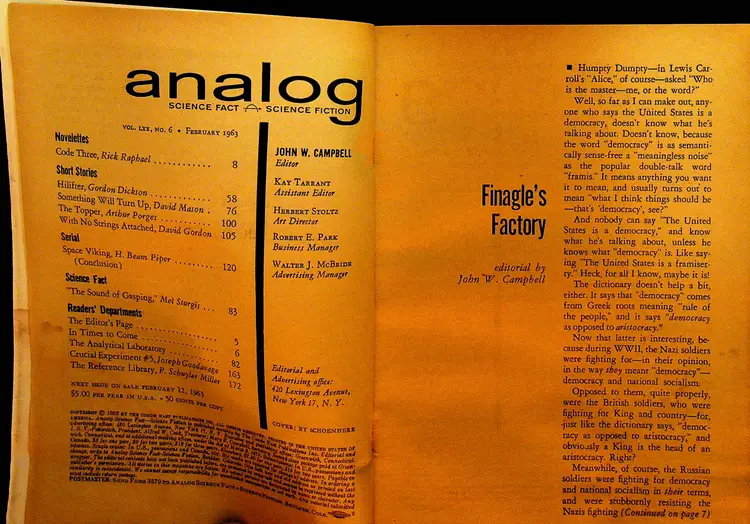 analog
SCIENCE FACT A SCIENCE FICTION
VOL. LXX, NO. 6 • FEBRUARY 1963
Novelettes
Code Three, Rick Raphael ............ 8
Short Stories
Hilifter, Gordon Dickson ............ 58
Something Will Turn Up, David Mason . 76
The Topper, Arthur Porges ........... 100
With No Strings Attached, David Gordon 105
Serial
Space Viking, H. Beam Piper ......... 120
(Conclusion)
Science Fact
"The Sound of Gasping," Mel Sturgis ... 83
Readers' Departments
The Editor's Page ................... 5
In Times to Come .................... 6
The Analytical Laboratory ........... 82
Crucial Experiment #5, Joseph Goodavage 163
The Reference Library, P. Schuyler Miller 172
NEXT ISSUE ON SALE FEBRUARY 12, 1963
$5.00 PER YEAR IN U.S.A. • 50 CENTS PER COPY
JOHN W. CAMPBELL
Editor
KAY TARRANT
Assistant Editor
HERBERT STOLTZ
Art Director
ROBERT E. PARK
Business Manager
WALTER J. McBRIDE
Advertising Manager
Editorial and
Advertising office:
420 Lexington Avenue,
New York 17, N. Y.
COVER: BY SCHOENHERR
POSTMASTER: SEND FORM 3579 TO ANALOG SCIENCE FACT • SCIENCE FICTION, BOULDER, COLO.
Finagle's
Factory
editorial by
John W. Campbell
■ Humpty Dumpty—in Lewis Car-
roll's "Alice," of course—asked "Who
is the master—me, or the word?"
Well, so far as I can make out, any-
one who says the United States is a
democracy, doesn't know what he's
talking about. Doesn't know, because
the word "democracy" is as semanti-
cally sense-free a "meaningless noise"
as the popular double-talk word
"framis." It means anything you want
it to mean, and usually turns out to
mean "what I think things should be
—that's 'democracy', see?"
And nobody can say "The United
States is a democracy," and know
what he's talking about, unless he
knows what "democracy" is. Like say-
ing "The United States is a framiser-
ty." Heck, for all I know, maybe it is!
The dictionary doesn't help a bit,
either. It says that "democracy" comes
from Greek roots meaning "rule of
the people," and it says "democracy
as opposed to aristocracy."
Now that latter is interesting, be-
cause during WWII, the Nazi soldiers
were fighting for—in their opinion,
in the way they meant "democracy"—
democracy and national socialism.
Opposed to them, quite properly,
were the British soldiers, who were
fighting for King and country—for,
just like the dictionary says, "democ-
racy as opposed to aristocracy," and
obviously a King is the head of an
aristocracy. Right?
Meanwhile, of course, the Russian
soldiers were fighting for democracy
and national socialism in their terms,
and were stubbornly resisting the
Nazis fighting (Continued on page 7)